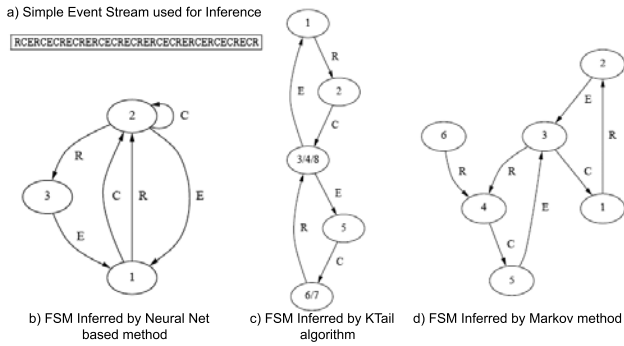 a) Simple Event Stream used for Inference
RCERCECRECRERCECRECRERCECRERCERCECRECR
1
R
2
E
C
3/4/8
E
R
5
C
6/7
2
C
R
3
C
R
E
E
1
2
E
6
3
R
R
C
R
4
1
C
E
5
b) FSM Inferred by Neural Net
based method
c) FSM Inferred by KTail
algorithm
d) FSM Inferred by Markov method